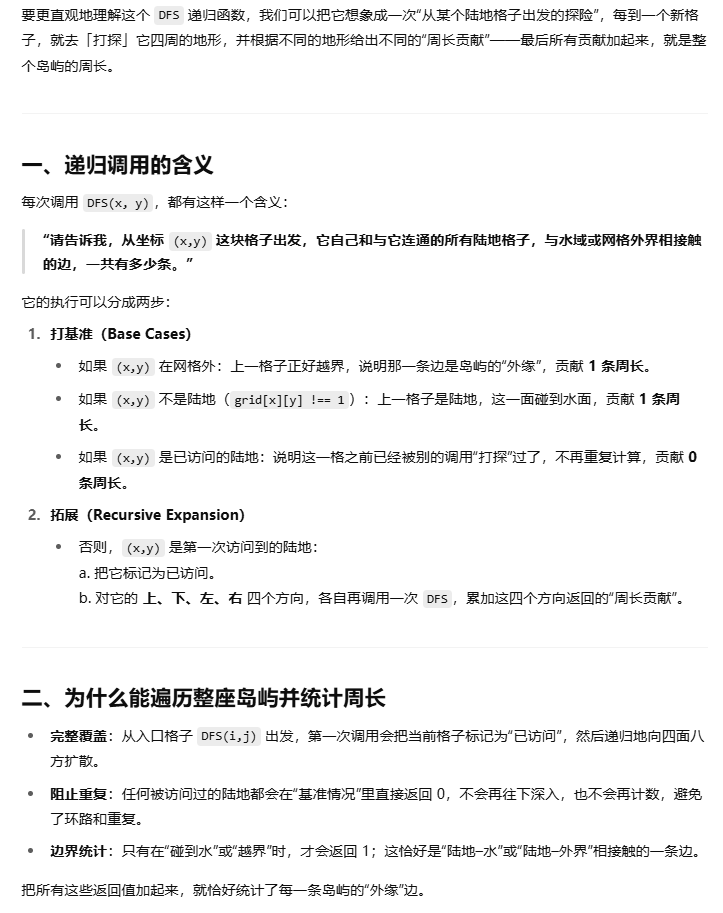 要更直观地理解这个 DFS 递归函数，我们可以把它想象成一次“从某个陆地格子出发的探险”，每到一个新格
子，就去「打探」它四周的地形，并根据不同的地形给出不同的“周长贡献”——最后所有贡献加起来，就是整
个岛屿的周长。
一、递归调用的含义
每次调用 DFS(x, y)，都有这样一个含义：
“请告诉我，从坐标 (x,y) 这块格子出发，它自己和与它连通的所有陆地格子，与水域或网格外界相接触
的边，一共有多少条。”
它的执行可以分成两步：
1. 打基准（Base Cases）
• 如果 (x,y) 在网格外：上一格子正好越界，说明那一条边是岛屿的“外缘”，贡献 1 条周长。
• 如果 (x,y) 不是陆地（grid[x][y] !== 1）：上一格子是陆地，这一面碰到水面，贡献 1 条周
长。
• 如果 (x,y) 是已访问的陆地：说明这一格之前已经被别的调用“打探”过了，不再重复计算，贡献 0
条周长。
2. 拓展（Recursive Expansion）
• 否则，(x,y) 是第一次访问到的陆地：
a. 把它标记为已访问。
b. 对它的 上、下、左、右 四个方向，各自再调用一次 DFS，累加这四个方向返回的“周长贡献”。
二、为什么能遍历整座岛屿并统计周长
• 完整覆盖：从入口格子 DFS(i,j) 出发，第一次调用会把当前格子标记为“已访问”，然后递归地向四面八
方扩散。
• 阻止重复：任何被访问过的陆地都会在“基准情况”里直接返回 0，不会再往下深入，也不会再计数，避免
了环路和重复。
• 边界统计：只有在“碰到水”或“越界”时，才会返回 1；这恰好是“陆地–水”或“陆地–外界”相接触的一条边。
把所有这些返回值加起来，就恰好统计了每一条岛屿的“外缘”边。